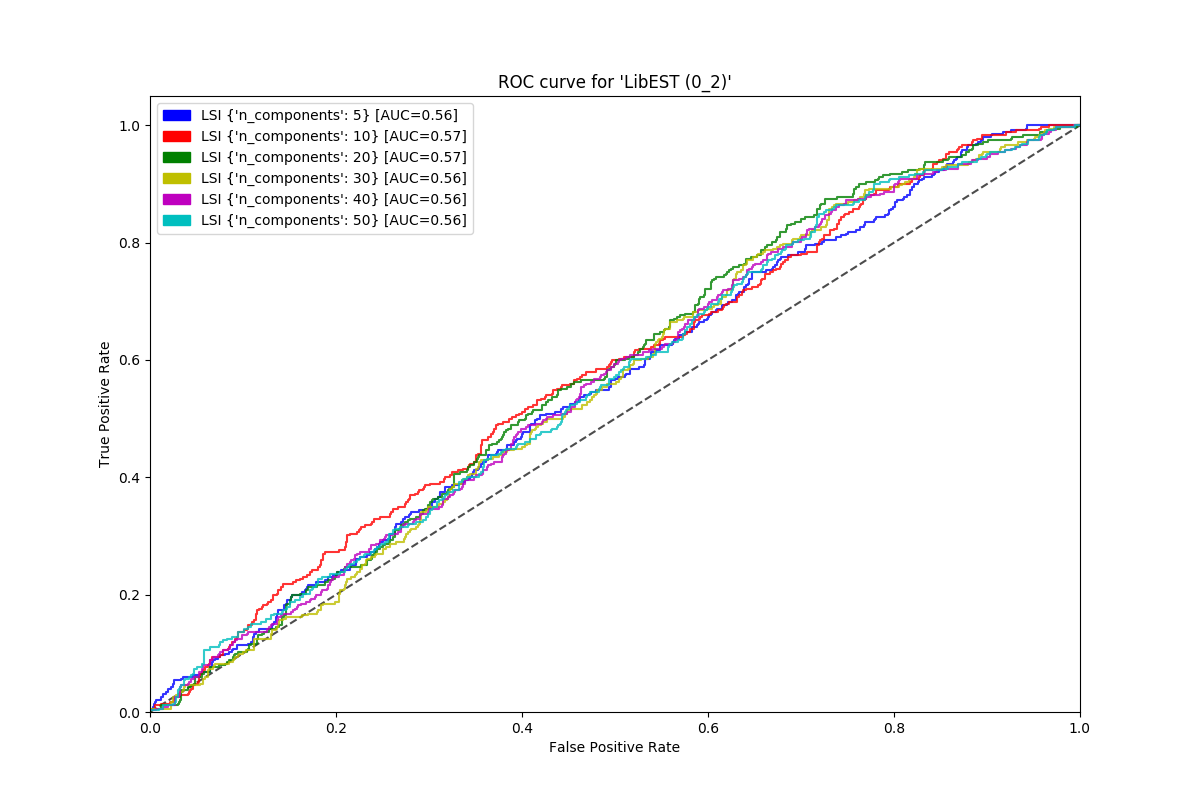 ROC curve for 'LibEST (0_2)'
LSI {'n_components': 5} [AUC=0.56]
LSI {'n_components': 10} [AUC=0.57]
LSI {'n_components': 20} [AUC=0.57]
LSI {'n_components': 30} [AUC=0.56]
LSI {'n_components': 40} [AUC=0.56]
LSI {'n_components': 50} [AUC=0.56]
1.0
0.8
0.6
0.4
0.2
0.0
True Positive Rate
0.0 0.2 0.4 0.6 0.8 1.0
False Positive Rate